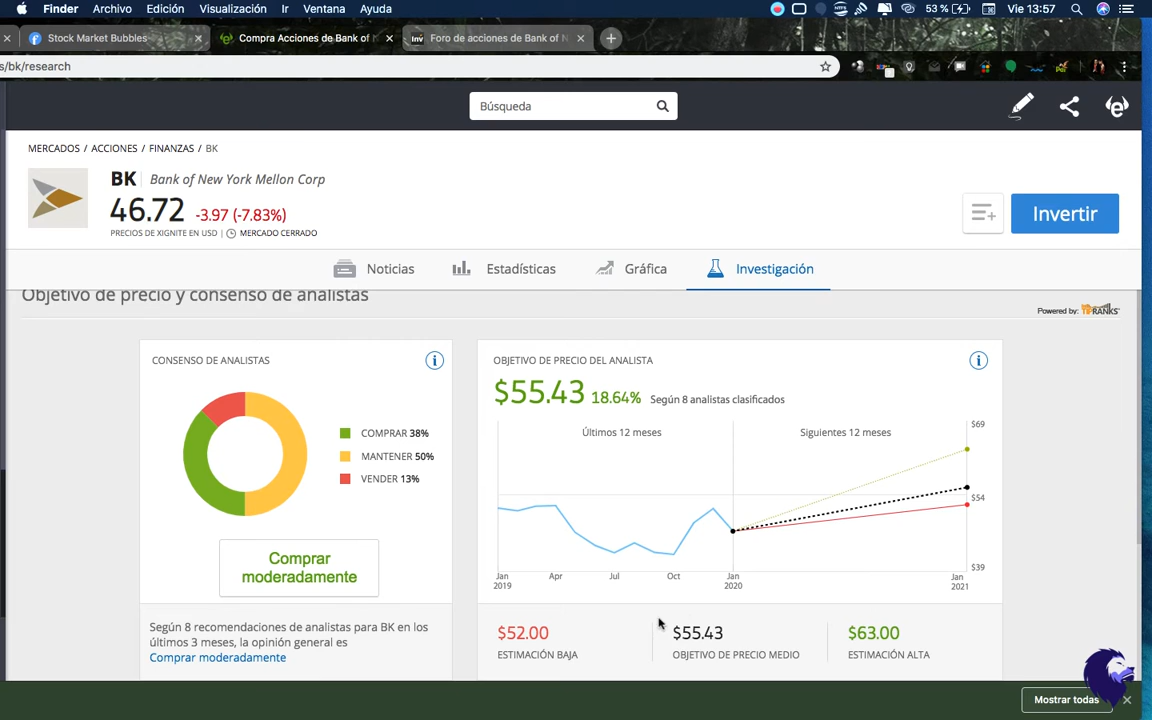 Finder Archivo Edición Visualización Ir Ventana Ayuda 53 % Vie 13:57
Stock Market Bubbles Compra Acciones de Bank of Foro de acciones de Bank of N
s/bk/research
Búsqueda
MERCADOS / ACCIONES / FINANZAS / BK
BK Bank of New York Mellon Corp
46.72 -3.97 (-7.83%)
PRECIOS DE XIGNITE EN USD | MERCADO CERRADO
Invertir
Noticias Estadísticas Gráfica Investigación
Objetivo de precio y consenso de analistas
Powered by: TIPRANKS
CONSENSO DE ANALISTAS
COMPRAR 38%
MANTENER 50%
VENDER 13%
Comprar
moderadamente
Según 8 recomendaciones de analistas para BK en los
últimos 3 meses, la opinión general es
Comprar moderadamente
OBJETIVO DE PRECIO DEL ANALISTA
$55.43 18.64% Según 8 analistas clasificados
Últimos 12 meses Siguientes 12 meses
$69
$54
$39
Jan Apr Jul Oct Jan Jan
2019 2020 2021
$52.00 $55.43 $63.00
ESTIMACIÓN BAJA OBJETIVO DE PRECIO MEDIO ESTIMACIÓN ALTA
Mostrar todas